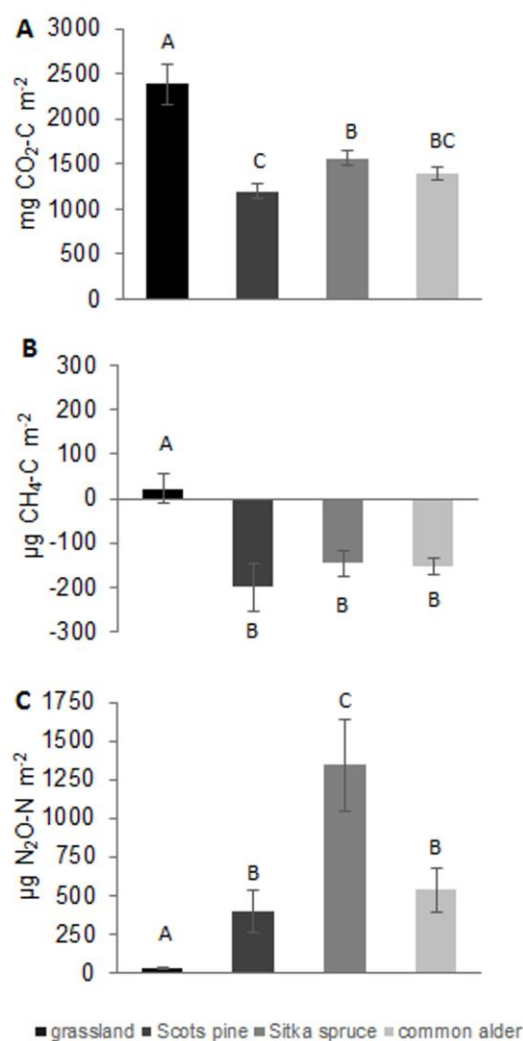 A
mg CO₂-C m⁻²
3000
2500
2000
1500
1000
500
0
A
C
B
BC
B
µg CH₄-C m⁻²
300
200
100
0
-100
-200
-300
A
B
B
B
C
µg N₂O-N m⁻²
1750
1500
1250
1000
750
500
250
0
A
B
C
B
grassland Scots pine Sitka spruce common alder